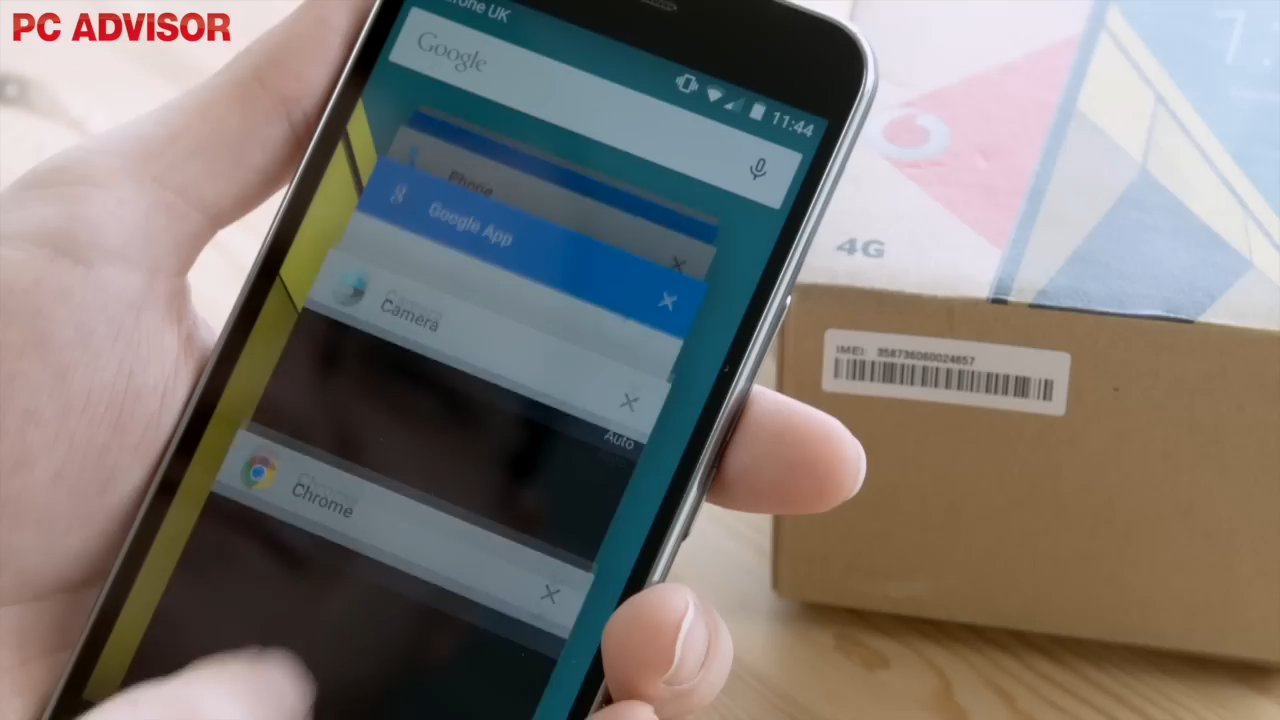 PC ADVISOR
fone UK
Google
11:44
Phone
Google App
Camera
Auto
Chrome
4G
IMEI: 358736060024657